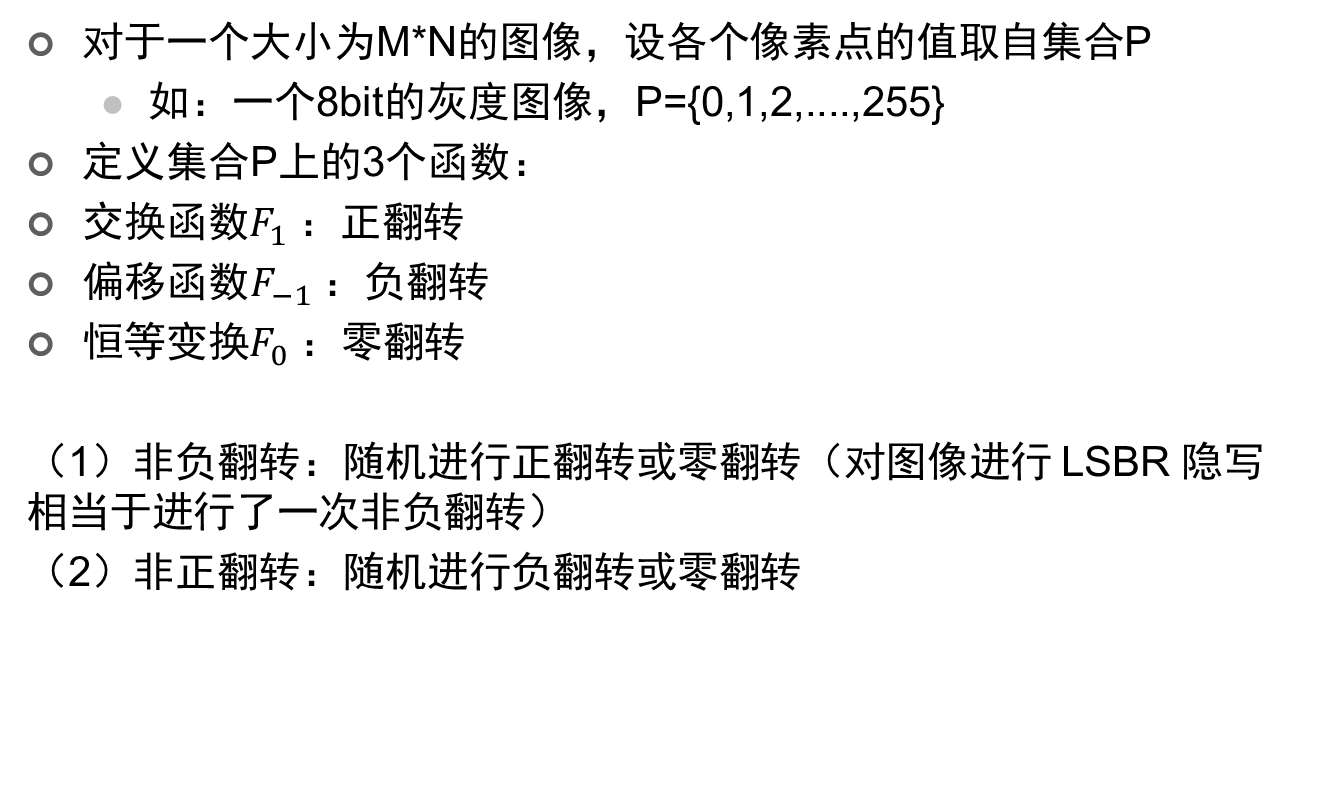 对于一个大小为M*N的图像，设各个像素点的值取自集合P
如：一个8bit的灰度图像，P={0,1,2,....,255}
定义集合P上的3个函数：
交换函数F₁：正翻转
偏移函数F₋₁：负翻转
恒等变换F₀：零翻转
（1）非负翻转：随机进行正翻转或零翻转（对图像进行 LSBR 隐写
相当于进行了一次非负翻转）
（2）非正翻转：随机进行负翻转或零翻转